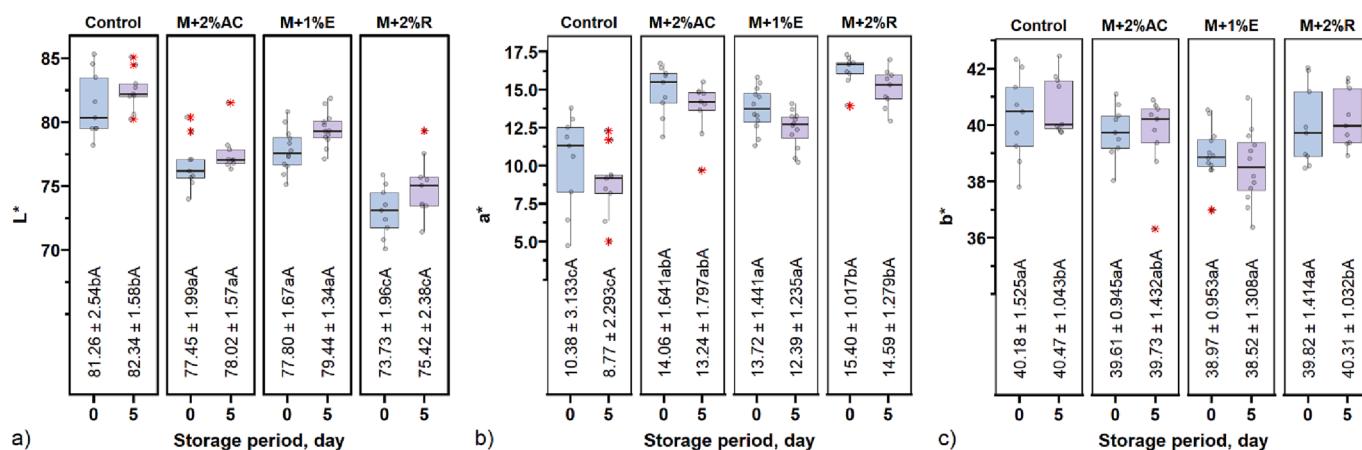 Control M+2%AC M+1%E M+2%R
L*
85
80
75
70
81.26 ± 2.54bA
82.34 ± 1.58bA
77.45 ± 1.99aA
78.02 ± 1.57aA
77.80 ± 1.67aA
79.44 ± 1.34aA
73.73 ± 1.96cA
75.42 ± 2.38cA
0 5 0 5 0 5 0 5
a) Storage period, day
Control M+2%AC M+1%E M+2%R
a*
17.5
15.0
12.5
10.0
7.5
5.0
10.38 ± 3.133cA
8.77 ± 2.293cA
14.06 ± 1.641abA
13.24 ± 1.797abA
13.72 ± 1.441aA
12.39 ± 1.235aA
15.40 ± 1.017bA
14.59 ± 1.279bA
0 5 0 5 0 5 0 5
b) Storage period, day
Control M+2%AC M+1%E M+2%R
b*
42
40
38
36
40.18 ± 1.525aA
40.47 ± 1.043bA
39.61 ± 0.945aA
39.73 ± 1.432abA
38.97 ± 0.953aA
38.52 ± 1.308aA
39.82 ± 1.414aA
40.31 ± 1.032bA
0 5 0 5 0 5 0 5
c) Storage period, day